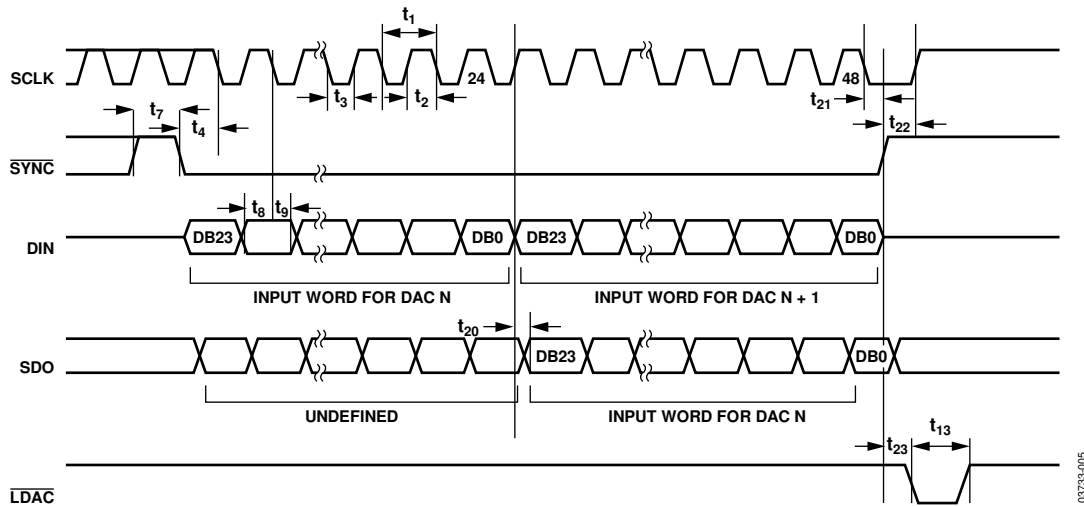 t1
SCLK
24
48
t3
t2
t21
t7
t4
t22
SYNC
t8
t9
DIN
DB23
DB0
DB23
DB0
INPUT WORD FOR DAC N
INPUT WORD FOR DAC N + 1
t20
SDO
DB23
DB0
UNDEFINED
INPUT WORD FOR DAC N
t23
t13
LDAC
03733-005